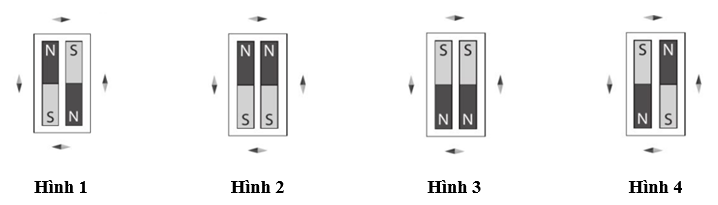 N S
S N
Hình 1
N N
S S
Hình 2
S S
N N
Hình 3
S N
N S
Hình 4